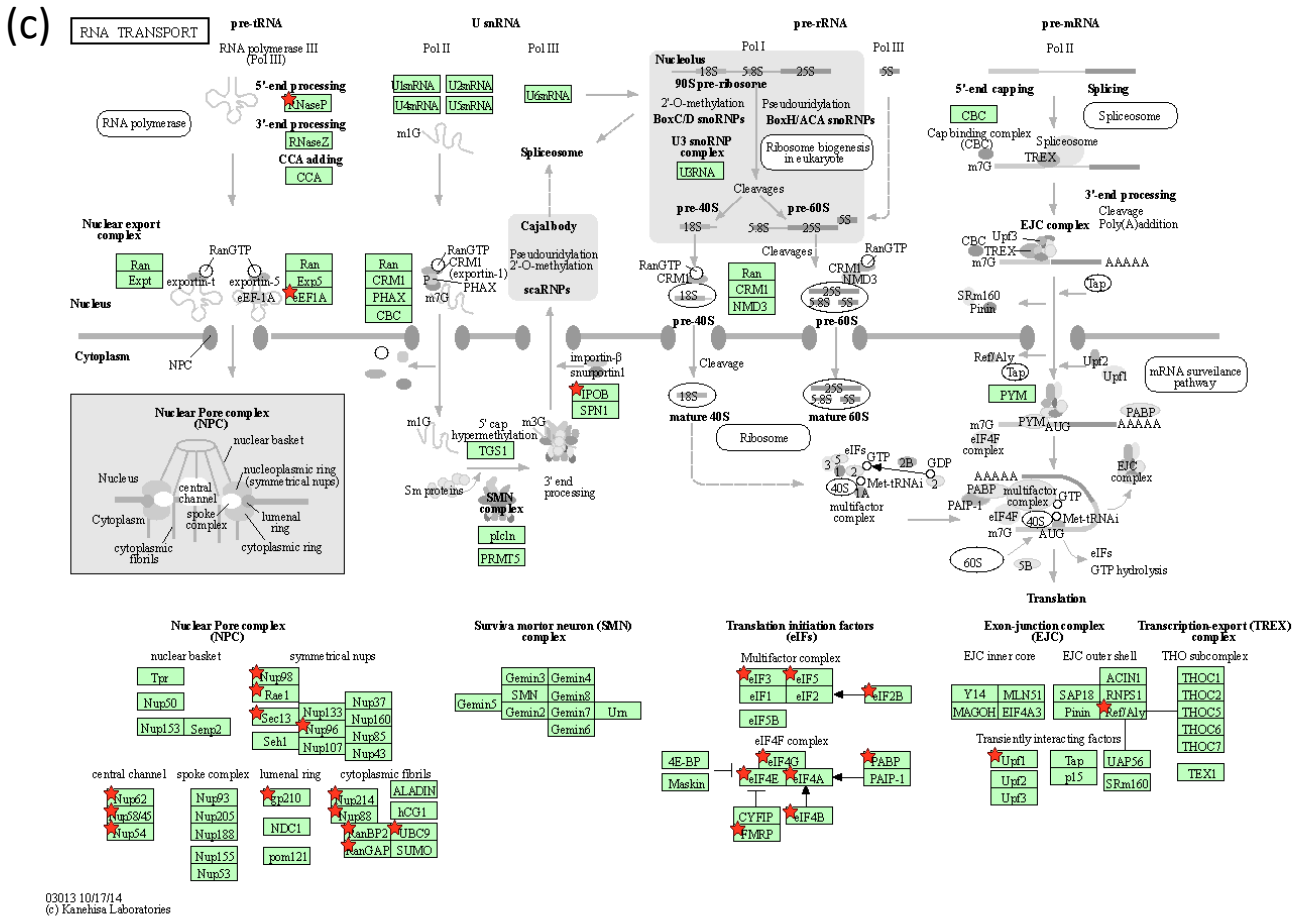 (c)
RNA TRANSPORT
pre-tRNA
RNA polymerase III
(Pol III)
5'-end processing
RNaseP
RNA polymerase
3'-end processing
RNaseZ
CCA adding
CCA
Nuclear export
complex
Ran
Expt
RanGTP
exportin-t
exportin-5
eEF-1A
Ran
Exp5
eEF1A
Nucleus
Cytoplasm
NPC
U snRNA
Pol II
Pol III
U1snRNA
U2snRNA
U4snRNA
U5snRNA
U6snRNA
m1G
Spliceosome
Cajal body
Pseudouridylation
2'-O-methylation
scaRNPs
Ran
CRM1
PHAX
CBC
RanGTP
CRM1
(exportin-1)
PHAX
P
m7G
importin-β
snurportin1
IPOB
SPN1
m1G
5' cap
hypermethylation
TGS1
m3G
Sm proteins
3' end
processing
SMN
complex
pIcln
PRMT5
pre-rRNA
Pol I
Pol III
Nucleolus
18S
5.8S
25S
5S
90S pre-ribosome
2'-O-methylation
BoxC/D snoRNPs
Pseudouridylation
BoxH/ACA snoRNPs
U3 snoRNP
complex
U3RNA
Ribosome biogenesis
in eukaryote
Cleavages
pre-40S
pre-60S
18S
5.8S
25S
5S
Cleavages
RanGTP
CRM1
18S
Ran
CRM1
NMD3
RanGTP
CRM1
NMD3
25S
5.8S
5S
pre-40S
pre-60S
Cleavage
18S
25S
5.8S
5S
mature 40S
mature 60S
Ribosome
eIFs
GTP
2B
GDP
3
5
1
2
2
Met-tRNAi
40S
1A
multifactor
complex
pre-mRNA
Pol II
5'-end capping
Splicing
CBC
Spliceosome
Cap binding complex
(CBC)
Spliceosome
TREX
m7G
3'-end processing
Cleavage
Poly(A)addition
EJC complex
CBC
Upf3
TREX
m7G
AAAAA
Tap
SRm160
Pinin
Ref/Aly
Tap
Upf2
Upf1
mRNA surveilance
pathway
PYM
m7G
PYM
AUG
PABP
AAAAA
eIF4F
complex
EJC
complex
AAAAA
PABP
PAIP-1
multifactor
complex
GTP
eIF4F
40S
Met-tRNAi
m7G
AUG
60S
5B
eIFs
GTP hydrolysis
Translation
Nuclear Pore complex
(NPC)
nuclear basket
Nucleus
nucleoplasmic ring
(symmetrical nups)
central
channel
spoke
complex
Cytoplasm
lumenal
ring
cytoplasmic
fibrils
cytoplasmic ring
Nuclear Pore complex
(NPC)
nuclear basket
symmetrical nups
Tpr
Nup50
Nup153
Senp2
Nup98
Rae1
Sec13
Seh1
Nup133
Nup96
Nup107
Nup37
Nup160
Nup85
Nup43
central channel
spoke complex
lumenal ring
cytoplasmic fibrils
Nup62
Nup58/45
Nup54
Nup93
Nup205
Nup188
Nup155
Nup53
gp210
NDC1
pom121
Nup214
Nup88
RanBP2
RanGAP
ALADIN
hCG1
UBC9
SUMO
Surviva mortor neuron (SMN)
complex
Gemin5
Gemin3
Gemin4
SMN
Gemin8
Gemin2
Gemin7
Gemin6
Urn
Translation initiation factors
(eIFs)
Multifactor complex
eIF3
eIF5
eIF1
eIF2
eIF2B
eIF5B
eIF4F complex
4E-BP
Maskin
eIF4G
eIF4E
eIF4A
PABP
PAIP-1
CYFIP
FMRP
eIF4B
Exon-junction complex
(EJC)
EJC inner core
EJC outer shell
Y14
MLN51
MAGOH
EIF4A3
ACIN1
SAP18
RNPS1
Pinin
Ref/Aly
Transiently interacting factors
Upf1
Upf2
Upf3
Tap
p15
UAP56
SRm160
Transcription-export (TREX)
complex
THO subcomplex
THOC1
THOC2
THOC5
THOC6
THOC7
TEX1
03013 10/17/14
(c) Kanehisa Laboratories